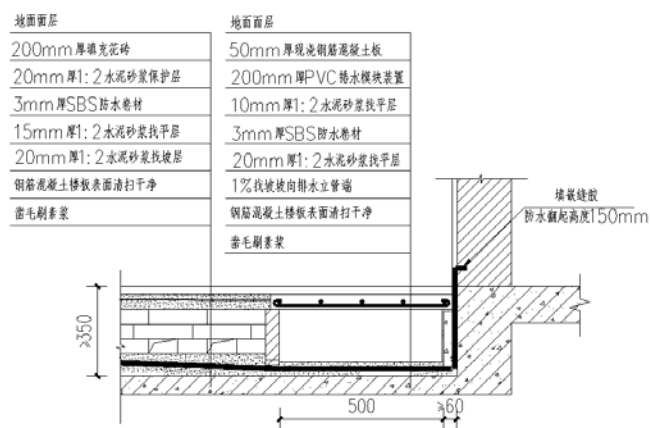 地面面层
200mm厚填充花砖
20mm厚1:2水泥砂浆保护层
3mm厚SBS防水卷材
15mm厚1:2水泥砂浆找平层
20mm厚1:2水泥砂浆找坡层
钢筋混凝土楼板表面清扫干净
凿毛刷素浆
地面面层
50mm厚现浇钢筋混凝土板
200mm厚PVC排水模块装置
10mm厚1:2水泥砂浆找平层
3mm厚SBS防水卷材
20mm厚1:2水泥砂浆找平层
1%找坡坡向排水立管端
钢筋混凝土楼板表面清扫干净
凿毛刷素浆
填嵌缝胶
防水翻起高度150mm
≥350
500
≥60